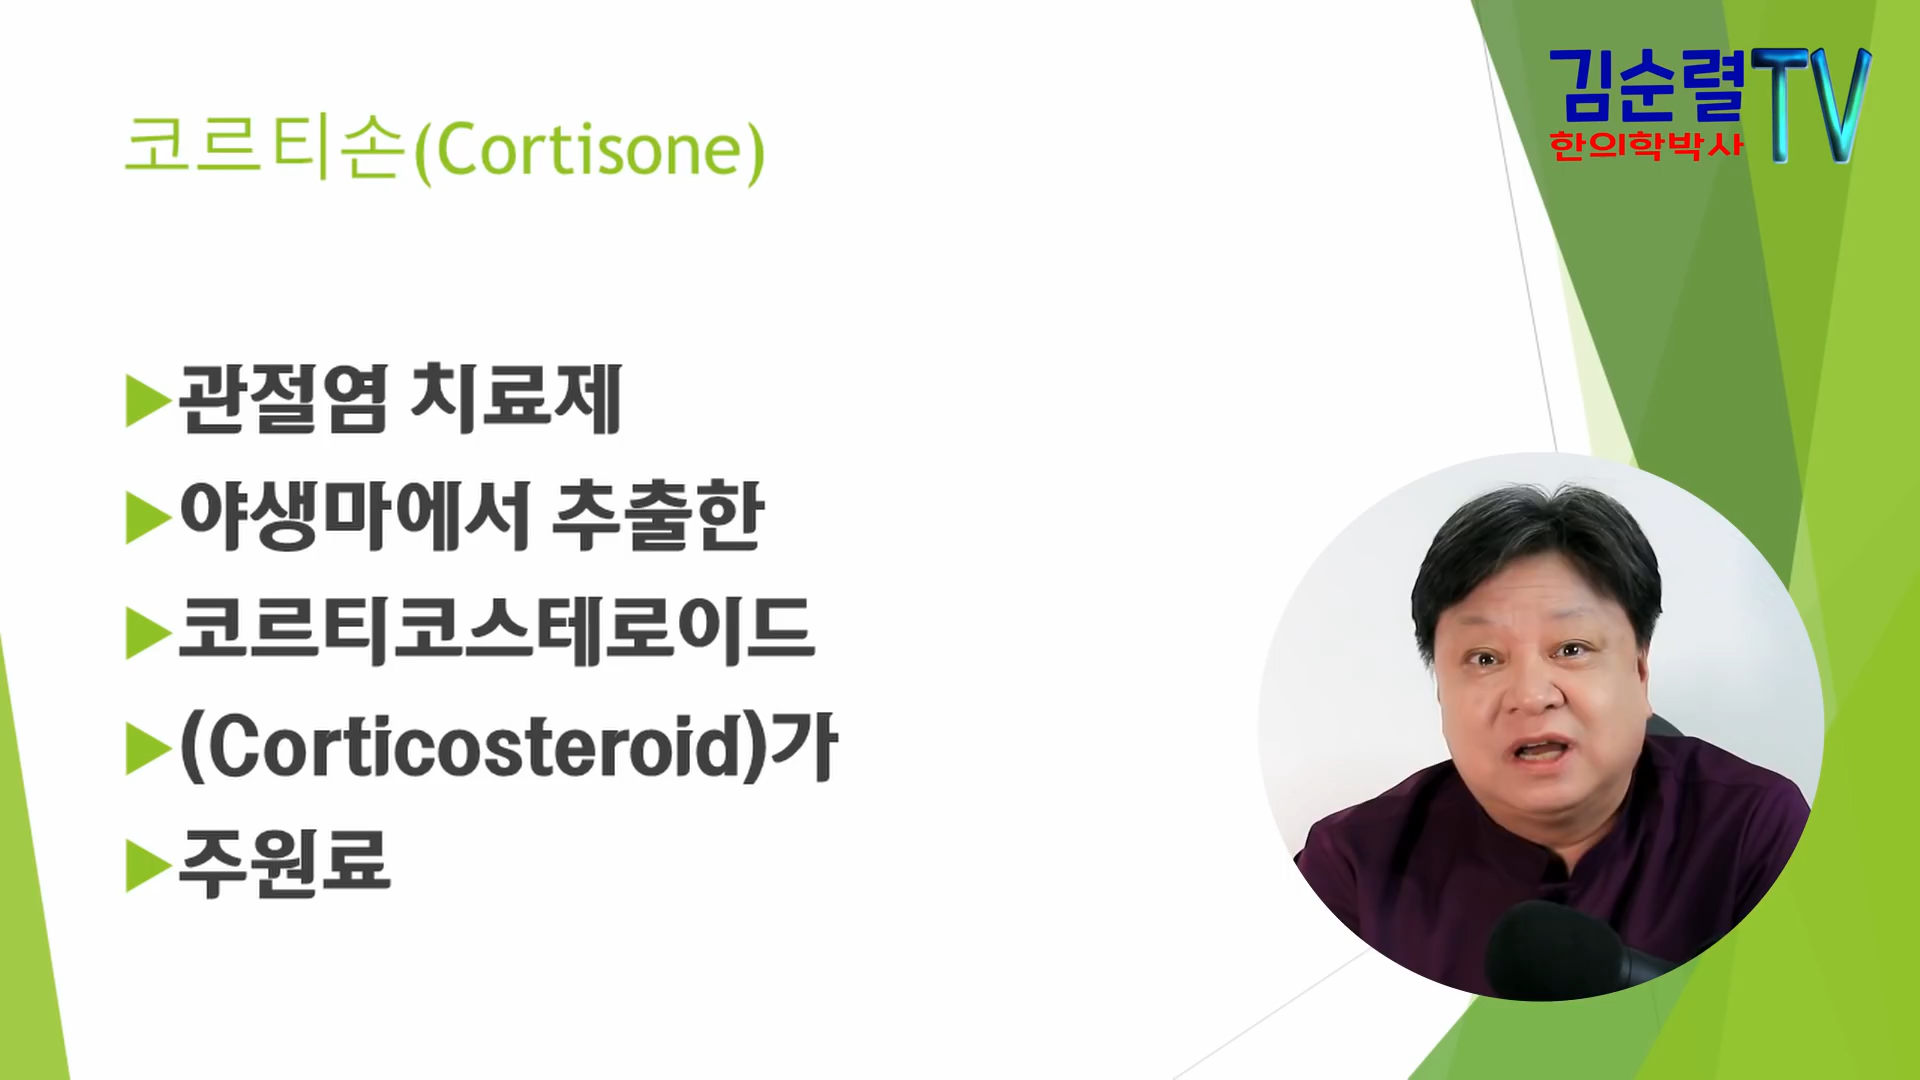 김순렬TV
한의학박사
코르티손(Cortisone)
▶관절염 치료제
▶야생마에서 추출한
▶코르티코스테로이드
▶(Corticosteroid)가
▶주원료